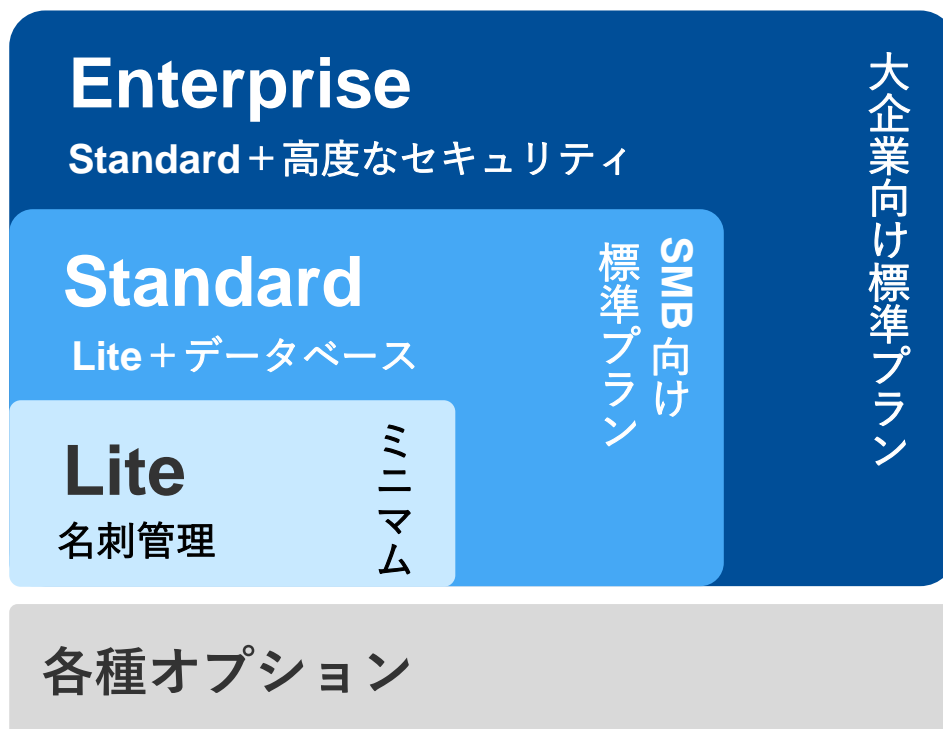 Enterprise
Standard＋高度なセキュリティ
大企業向け標準プラン
Standard
Lite＋データベース
SMB向け
標準プラン
Lite
名刺管理
ミニマム
各種オプション